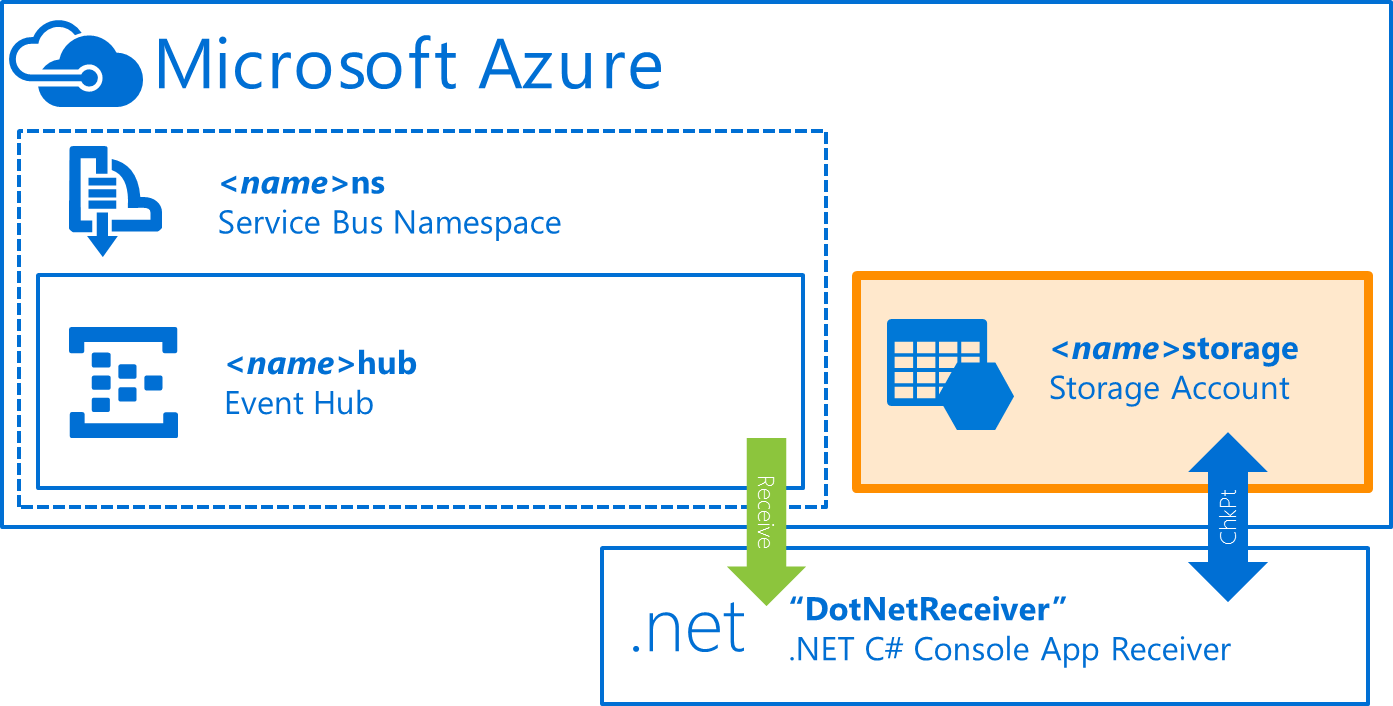 Microsoft Azure
<name>ns
Service Bus Namespace
<name>hub
Event Hub
<name>storage
Storage Account
Receive
ChkPt
.net
“DotNetReceiver”
.NET C# Console App Receiver